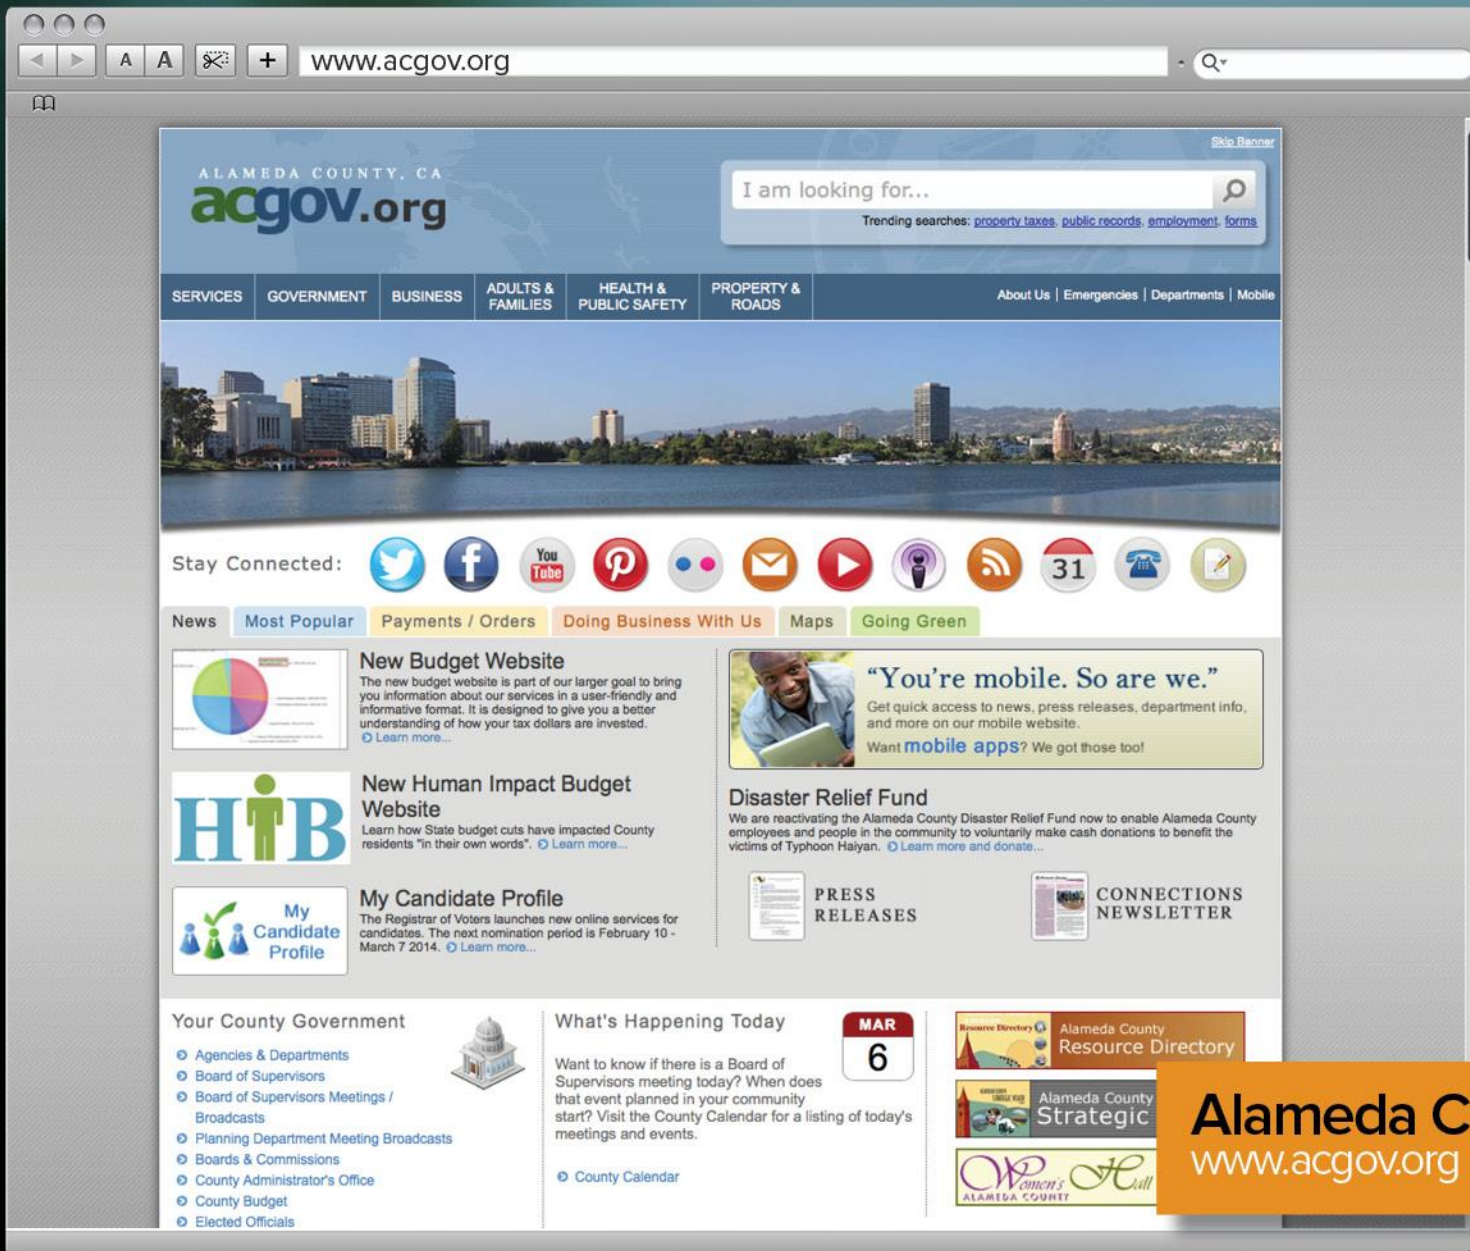 www.acgov.org
Skip Banner
ALAMEDA COUNTY, CA
acgov.org
I am looking for...
Trending searches: property taxes, public records, employment, forms
SERVICES
GOVERNMENT
BUSINESS
ADULTS &
FAMILIES
HEALTH &
PUBLIC SAFETY
PROPERTY &
ROADS
About Us | Emergencies | Departments | Mobile
Stay Connected:
You
Tube
31
News
Most Popular
Payments / Orders
Doing Business With Us
Maps
Going Green
New Budget Website
The new budget website is part of our larger goal to bring
you information about our services in a user-friendly and
informative format. It is designed to give you a better
understanding of how your tax dollars are invested.
Learn more...
HiB
New Human Impact Budget
Website
Learn how State budget cuts have impacted County
residents "in their own words". Learn more...
My
Candidate
Profile
My Candidate Profile
The Registrar of Voters launches new online services for
candidates. The next nomination period is February 10 -
March 7 2014. Learn more...
“You're mobile. So are we.”
Get quick access to news, press releases, department info,
and more on our mobile website.
Want mobile apps? We got those too!
Disaster Relief Fund
We are reactivating the Alameda County Disaster Relief Fund now to enable Alameda County
employees and people in the community to voluntarily make cash donations to benefit the
victims of Typhoon Haiyan. Learn more and donate...
PRESS
RELEASES
CONNECTIONS
NEWSLETTER
Your County Government
Agencies & Departments
Board of Supervisors
Board of Supervisors Meetings /
Broadcasts
Planning Department Meeting Broadcasts
Boards & Commissions
County Administrator's Office
County Budget
Elected Officials
What's Happening Today
MAR
6
Want to know if there is a Board of
Supervisors meeting today? When does
that event planned in your community
start? Visit the County Calendar for a listing of today's
meetings and events.
County Calendar
Resource Directory
Alameda County
Resource Directory
Alameda County
Strategic
Women's Hall
ALAMEDA COUNTY
Alameda C
www.acgov.org